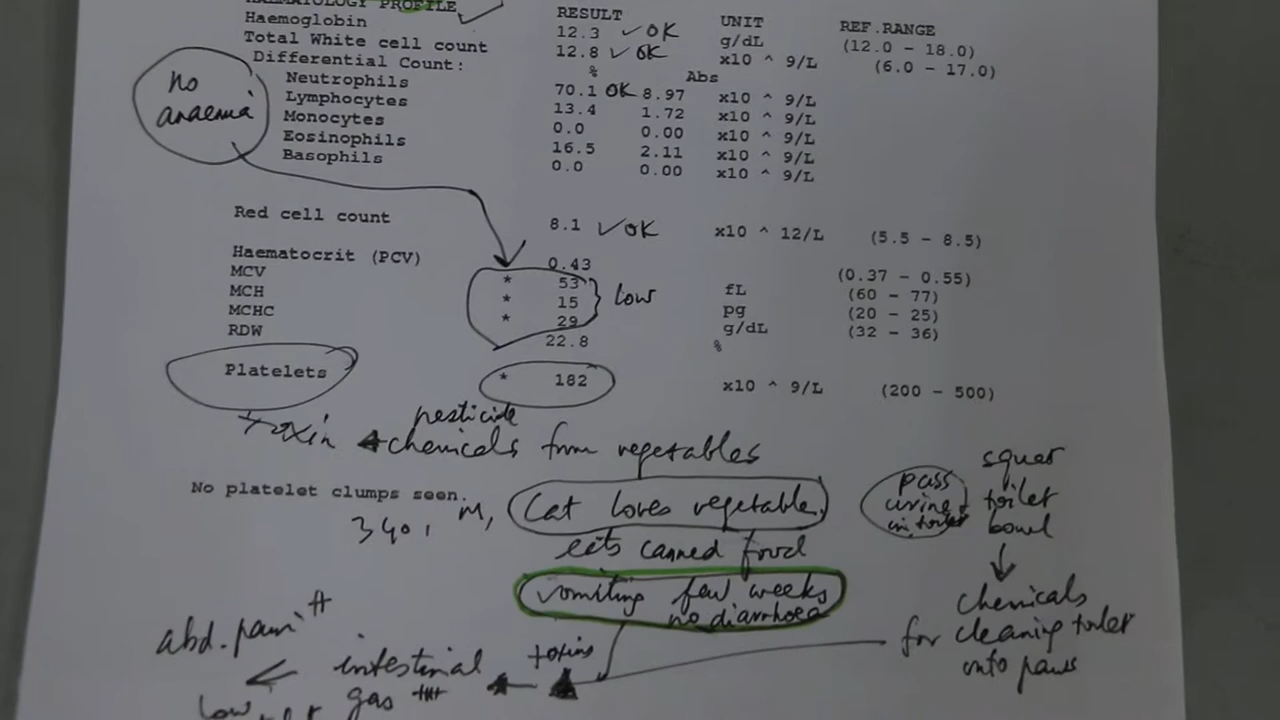 HAEMATOLOGY PROFILE RESULT UNIT REF.RANGE
Haemoglobin 12.3 ✓ OK g/dL (12.0 - 18.0)
Total White cell count 12.8 ✓ OK x10 ^ 9/L (6.0 - 17.0)
Differential Count: % Abs
Neutrophils 70.1 OK 8.97 x10 ^ 9/L
Lymphocytes 13.4 1.72 x10 ^ 9/L
Monocytes 0.0 0.00 x10 ^ 9/L
Eosinophils 16.5 2.11 x10 ^ 9/L
Basophils 0.0 0.00 x10 ^ 9/L
no
anaemia
Red cell count 8.1 ✓ OK x10 ^ 12/L (5.5 - 8.5)
Haematocrit (PCV) 0.43 (0.37 - 0.55)
MCV * 53 fL (60 - 77)
MCH * 15 low pg (20 - 25)
MCHC * 29 g/dL (32 - 36)
RDW 22.8 %
Platelets * 182 x10 ^ 9/L (200 - 500)
pesticide
toxin chemicals from vegetables
No platelet clumps seen.
3401 M, Cat loves vegetable.
eats canned food
vomiting few weeks
no diarrhoea
pass
urine
in toilet
toilet
bowl
chemicals
for cleaning toilet
onto paws
toxins
intestinal
gas +++
abd. pain ++
low